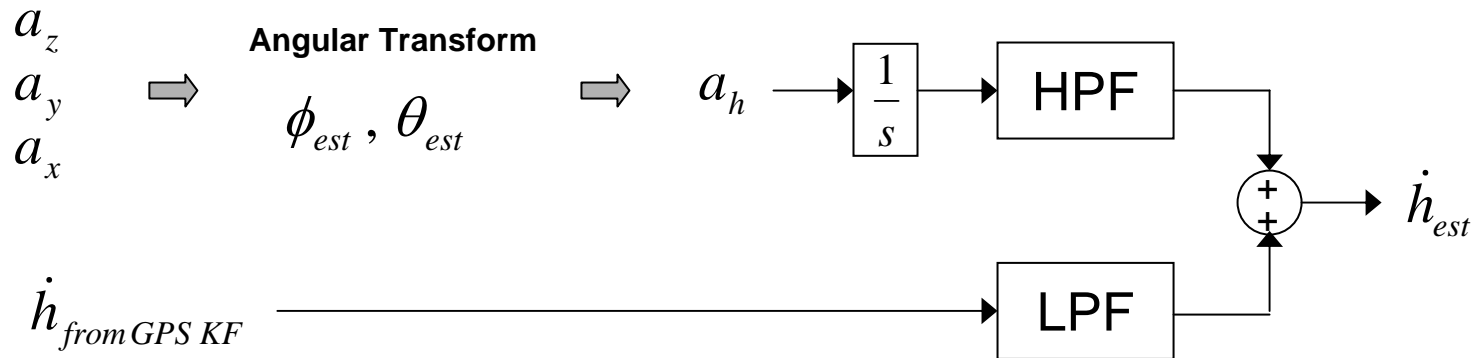 a_z
a_y
a_x
Angular Transform
ϕ_est , θ_est
a_h
1
s
HPF
+
+
ḣ_est
ḣ_from GPS KF
LPF